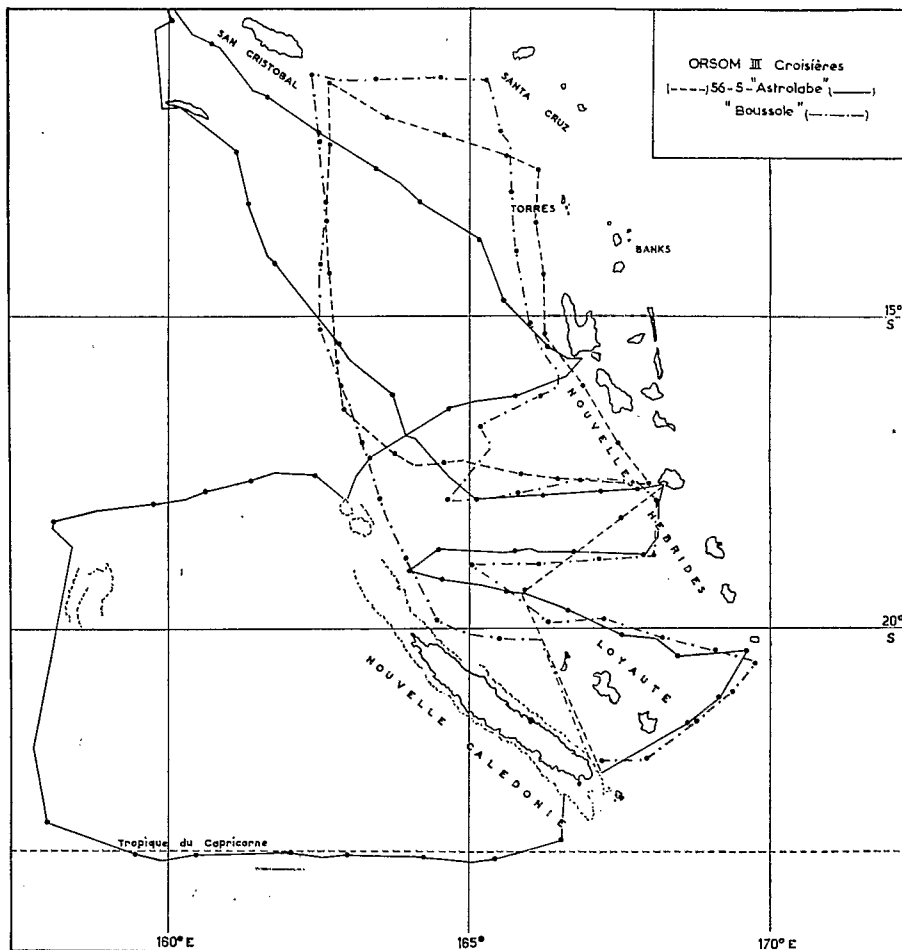 ORSOM III Croisières
(----) 56-5-"Astrolabe" (——)
"Boussole" (—·—·—)
SAN CRISTOBAL
SANTA CRUZ
TORRES
BANKS
15°
S
NOUVELLES HEBRIDES
20°
S
LOYAUTÉ
NOUVELLE CALEDONIE
Tropique du Capricorne
160° E
165°
170° E